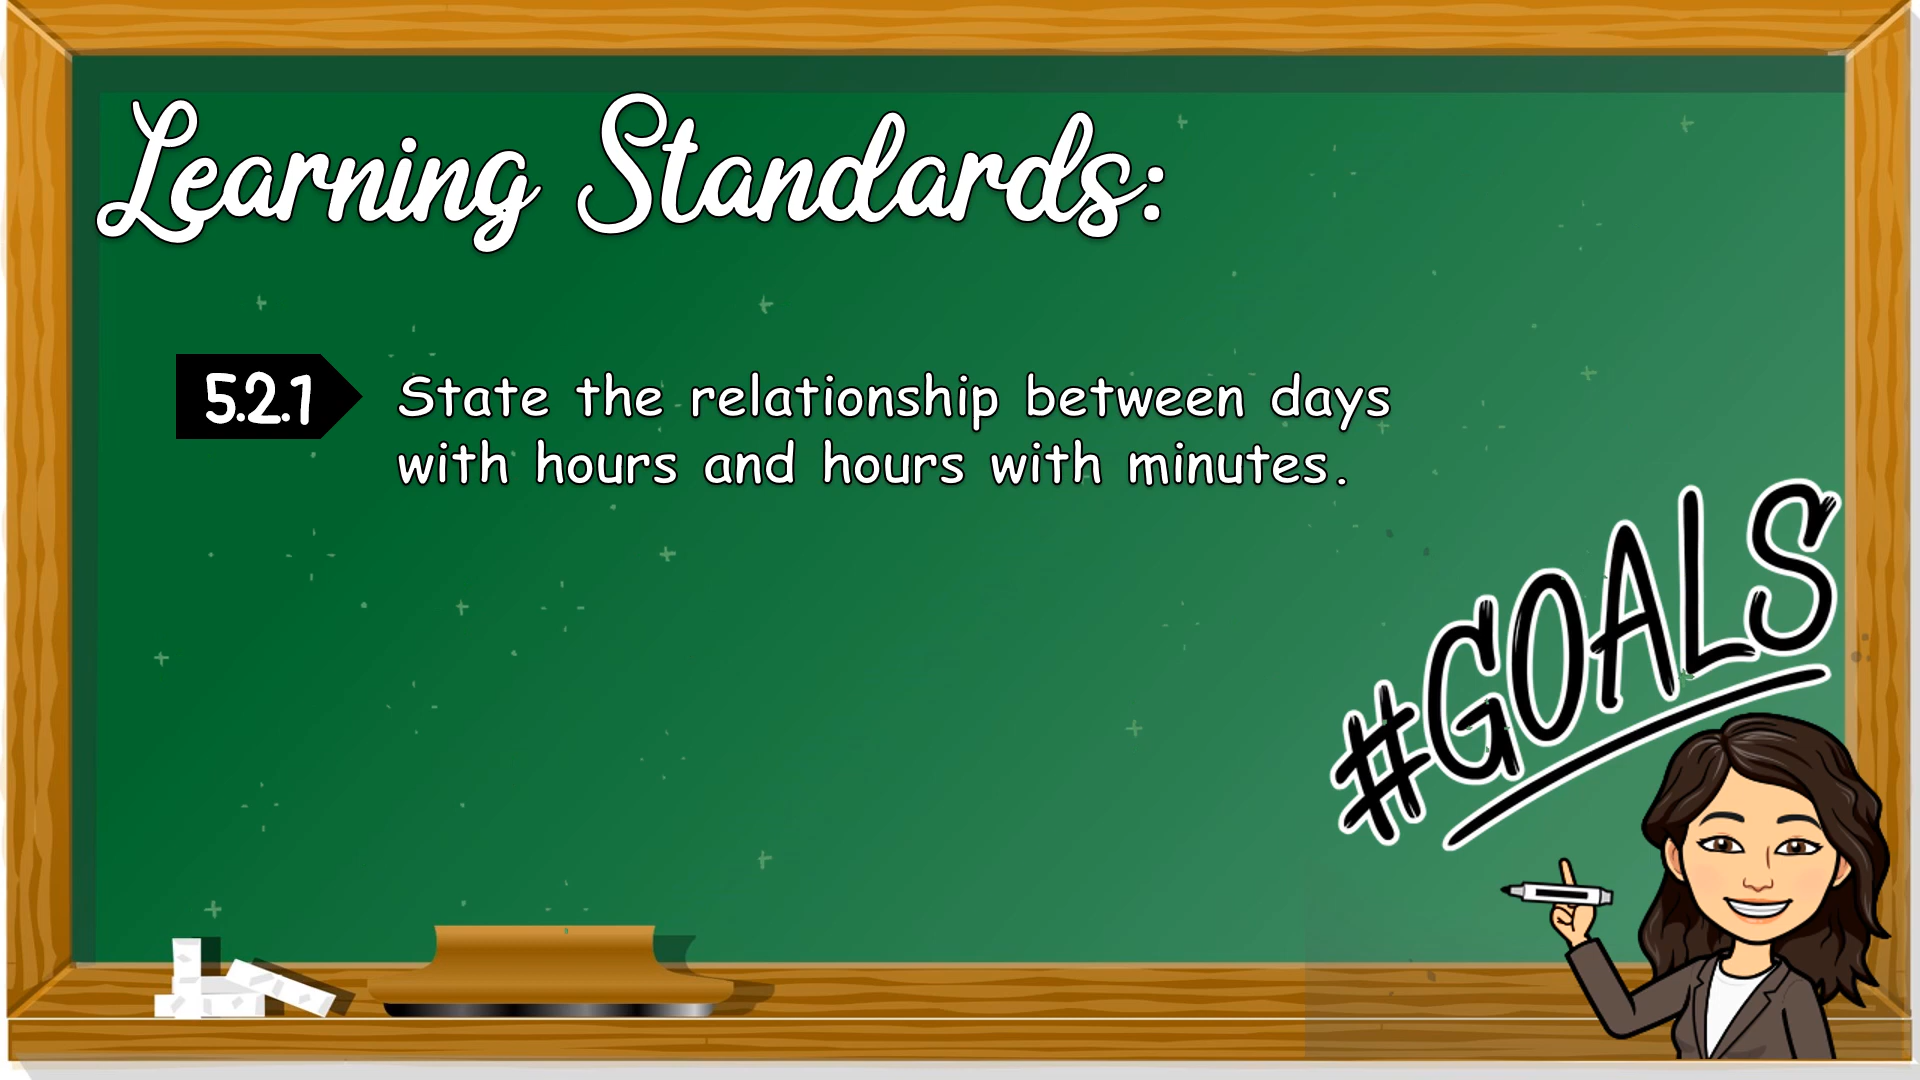 Learning Standards:
5.2.1
State the relationship between days
with hours and hours with minutes.
#GOALS